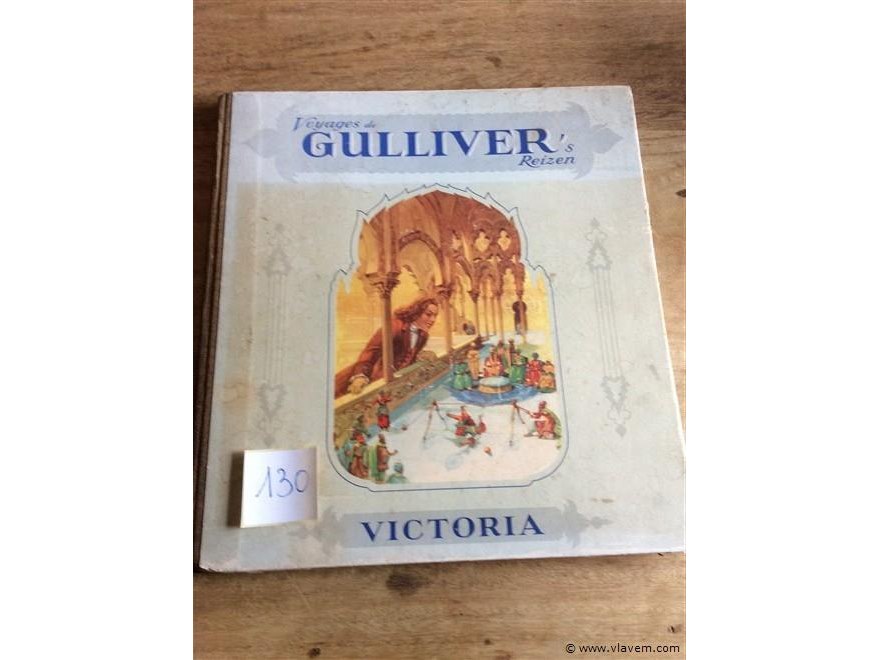 Voyages de
GULLIVER's
Reizen
130
VICTORIA
© www.vlavem.com